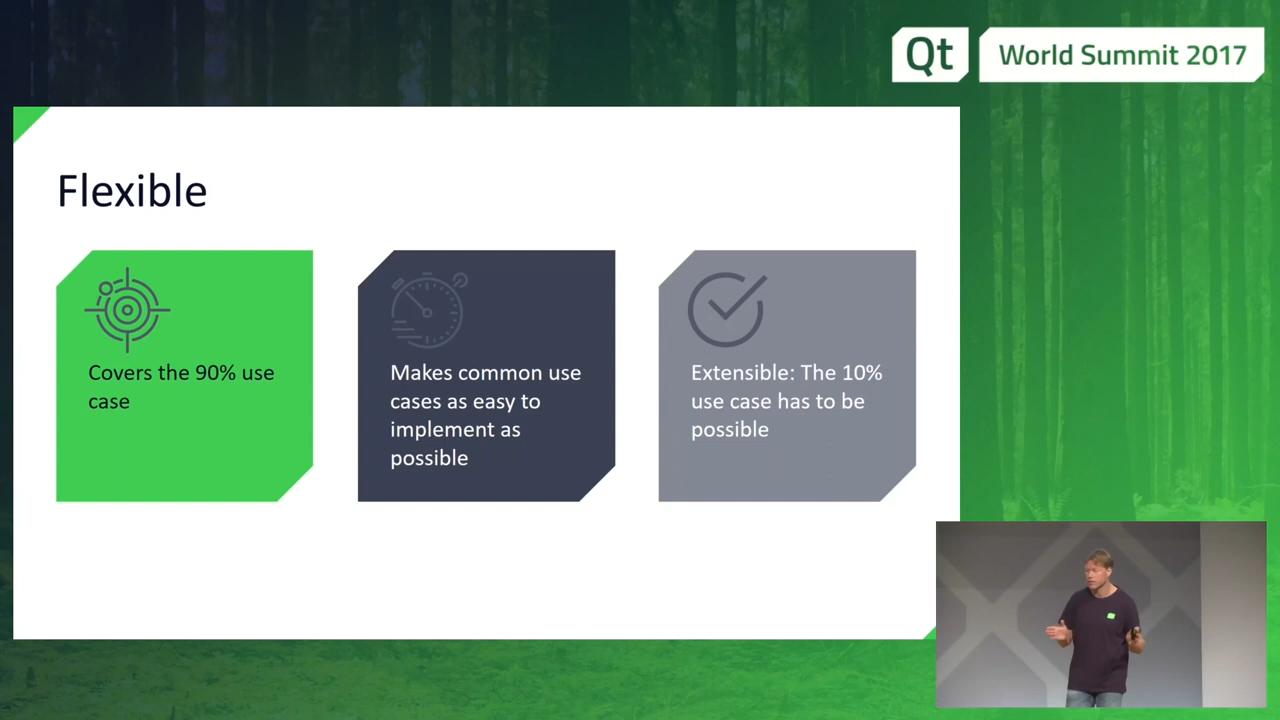 Qt World Summit 2017
Flexible
Covers the 90% use
case
Makes common use
cases as easy to
implement as
possible
Extensible: The 10%
use case has to be
possible